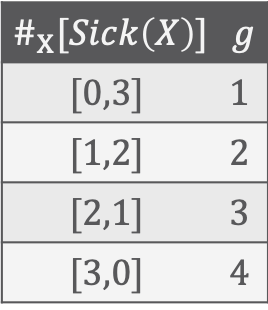 #X[Sick(X)] g
[0,3] 1
[1,2] 2
[2,1] 3
[3,0] 4